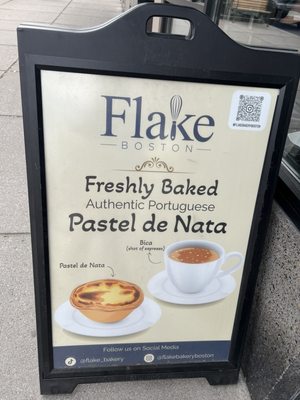 Flake
BOSTON
@FLAKEBAKERYBOSTON
Freshly Baked
Authentic Portuguese
Pastel de Nata
Bica
(shot of espresso)
Pastel de Nata
Follow us on Social Media
@flake_bakery @flakebakeryboston